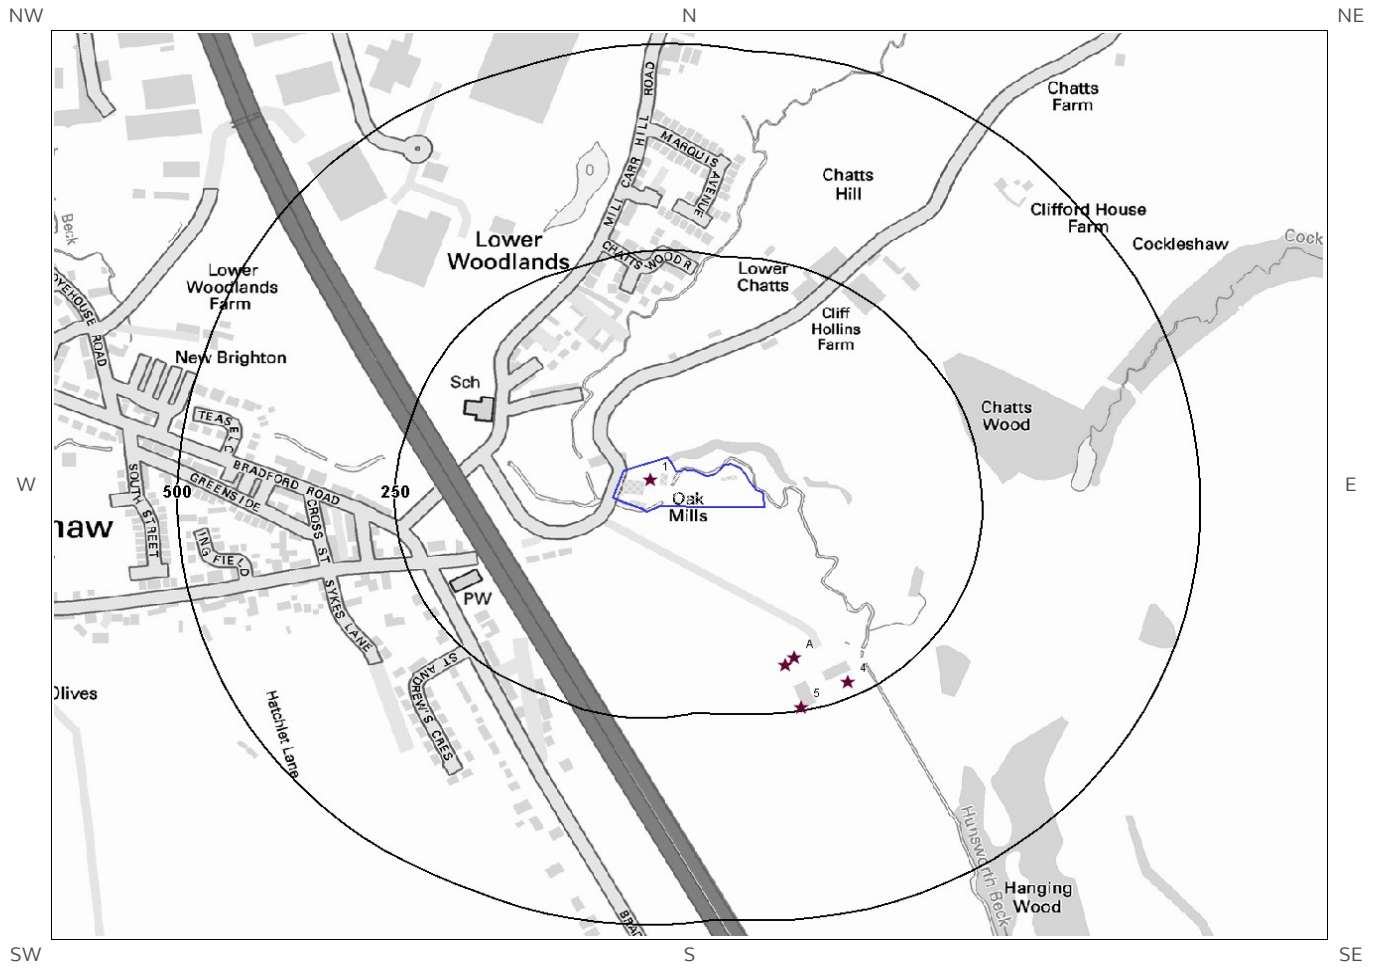 NW
N
NE
ROAD
MILL CARR HILL
MARQUIS
AVENUE
Chatts
Farm
Chatts
Hill
Clifford House
Farm
Cockleshaw
Cock
Beck
Lower
Woodlands
CHATTS WOOD R
Lower
Chatts
Lower
Woodlands
Farm
OYEHOUSE ROAD
Cliff
Hollins
Farm
New Brighton
Sch
Chatts
Wood
TEASEL C
BRADFORD ROAD
GREENSIDE
SOUTH STREET
CROSS ST
W
500
250
1
Oak
Mills
E
haw
ING FIELD
SYKES LANE
PW
ST ANDREW'S CRES
A
4
5
Olives
Hatchlet Lane
Hunsworth Beck
Hanging
Wood
BRAD
SW
S
SE